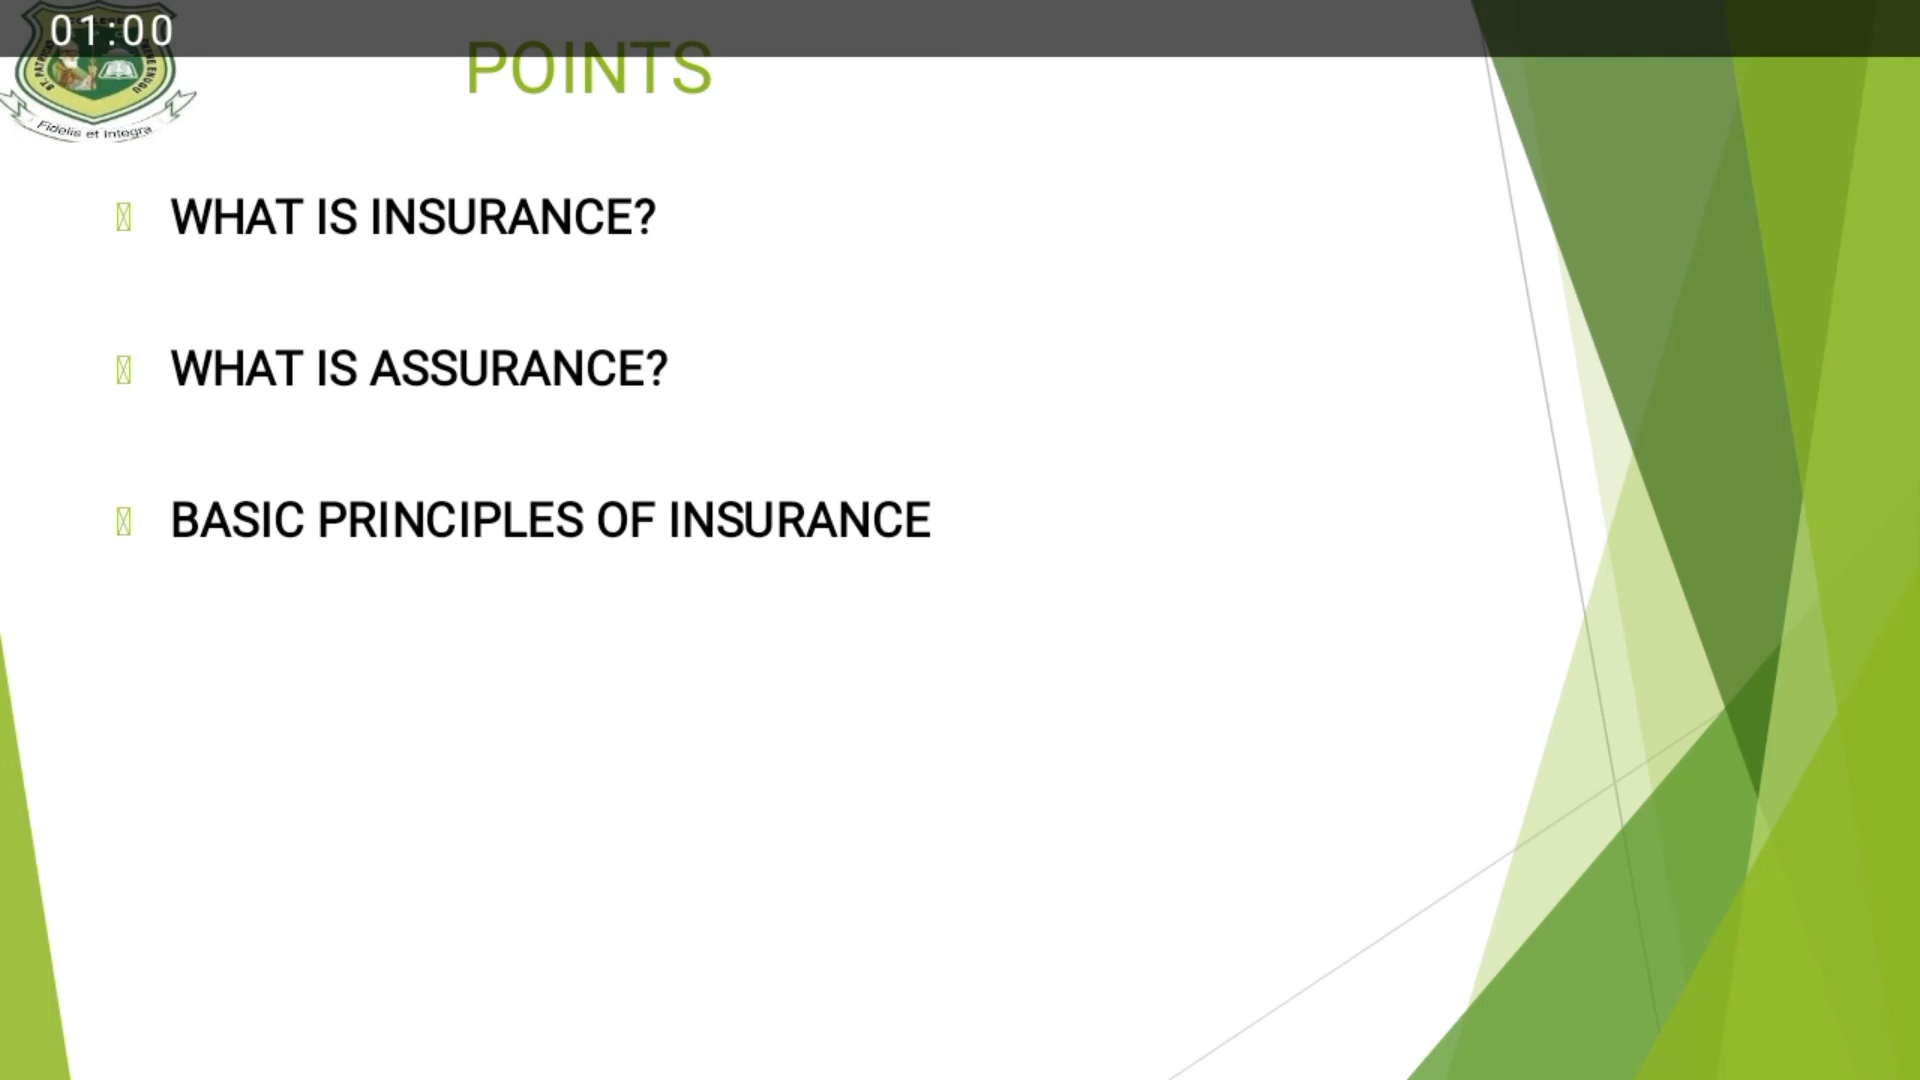 01:00
POINTS
Fidelis et Integra
WHAT IS INSURANCE?
WHAT IS ASSURANCE?
BASIC PRINCIPLES OF INSURANCE